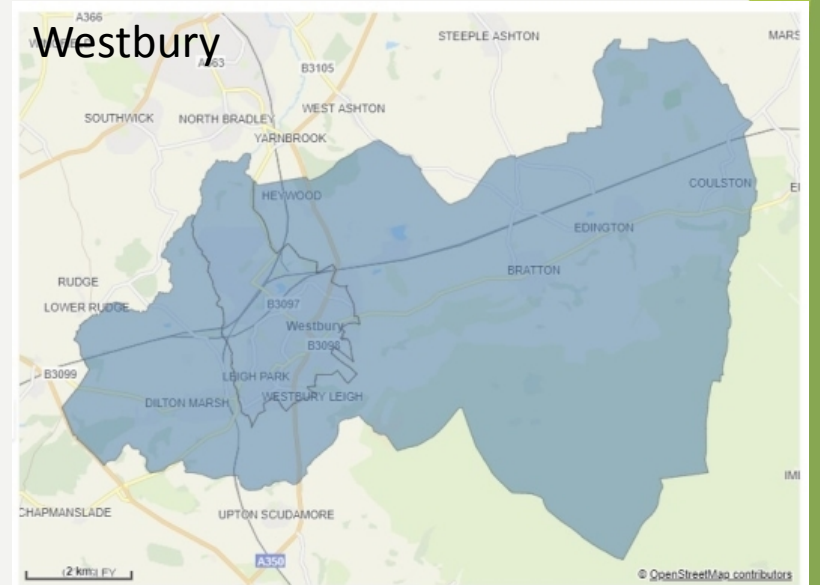 A366
Westbury
STEEPLE ASHTON
B3105
WEST ASHTON
SOUTHWICK
NORTH BRADLEY
YARNBROOK
HEYWOOD
COULSTON
EDINGTON
BRATTON
RUDGE
LOWER RUDGE
B3097
Westbury
B3098
B3099
LEIGH PARK
DILTON MARSH
WESTBURY LEIGH
CHAPMANSLADE
UPTON SCUDAMORE
A350
2 km
© OpenStreetMap contributors